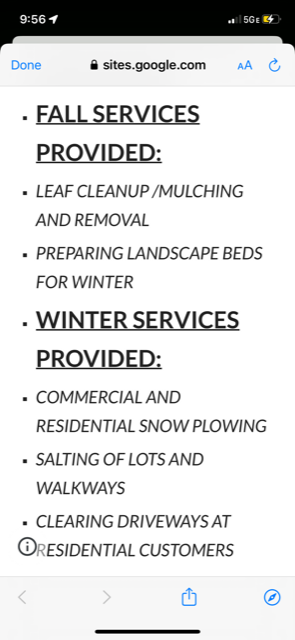 9:56
5GE
Done
sites.google.com
AA
FALL SERVICES
PROVIDED:
LEAF CLEANUP /MULCHING
AND REMOVAL
PREPARING LANDSCAPE BEDS
FOR WINTER
WINTER SERVICES
PROVIDED:
COMMERCIAL AND
RESIDENTIAL SNOW PLOWING
SALTING OF LOTS AND
WALKWAYS
CLEARING DRIVEWAYS AT
RESIDENTIAL CUSTOMERS